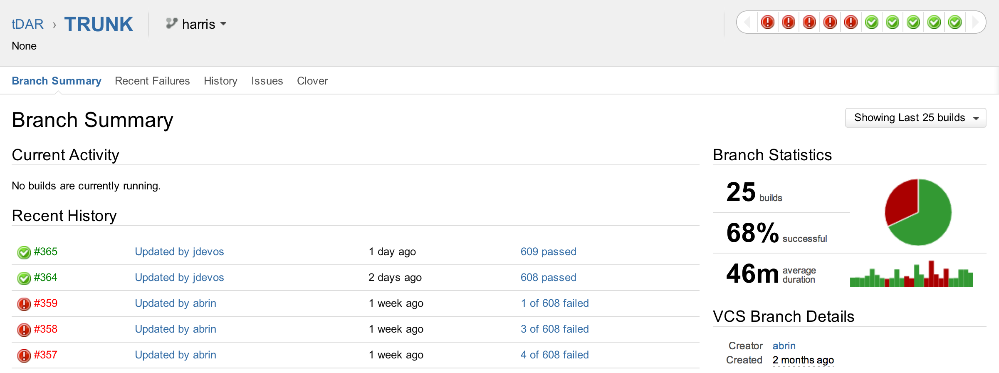 tDAR › TRUNK harris
None
Branch Summary Recent Failures History Issues Clover
Branch Summary
Showing Last 25 builds
Current Activity
No builds are currently running.
Recent History
#365 Updated by jdevos 1 day ago 609 passed
#364 Updated by jdevos 2 days ago 608 passed
#359 Updated by abrin 1 week ago 1 of 608 failed
#358 Updated by abrin 1 week ago 3 of 608 failed
#357 Updated by abrin 1 week ago 4 of 608 failed
Branch Statistics
25 builds
68% successful
46m average duration
VCS Branch Details
Creator abrin
Created 2 months ago